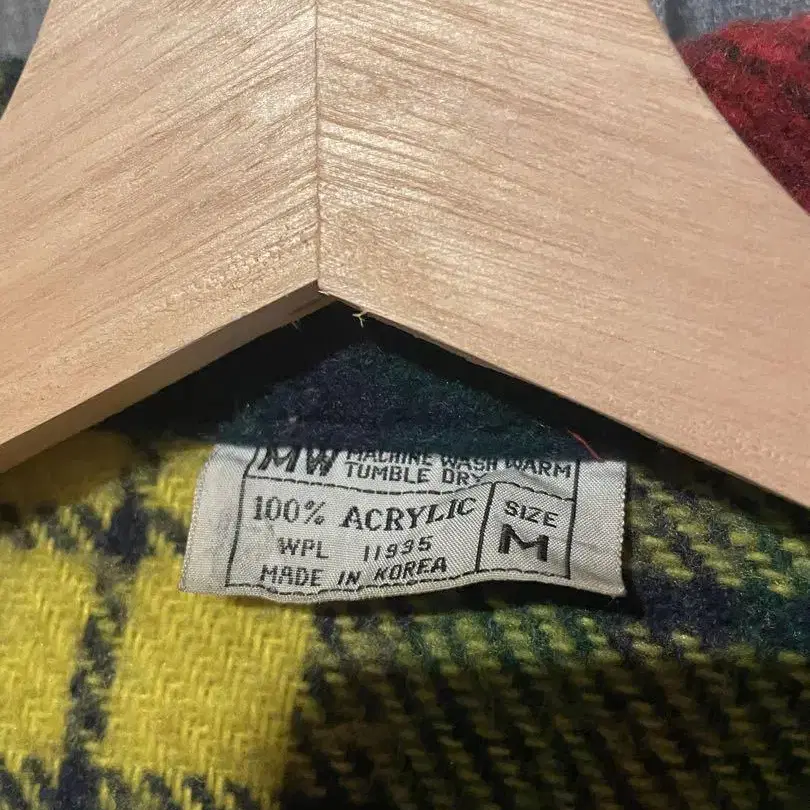 MW MACHINE WASH WARM
TUMBLE DRY
100% ACRYLIC
WPL 11935
MADE IN KOREA
SIZE
M